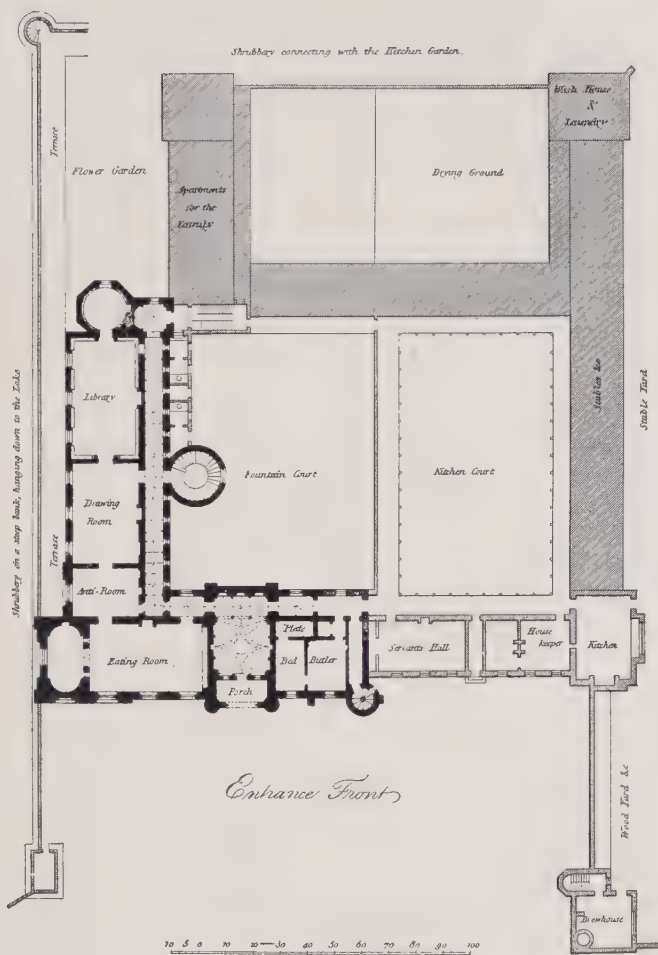 Shrubbery connecting with the Kitchen Garden.
Wash House
&
Laundry
Terrace
Flower Garden
Drying Ground
Apartments
for the
Family
Library
Shrubbery on a steep bank, hanging down to the Lake
Stables &c
Stable Yard
Fountain Court
Kitchen Court
Drawing
Room
Terrace
Anti-Room
Plate
Servants Hall
House
keeper
Kitchen
Eating Room
Bed
Butler
Porch
Entrance Front
Wood Yard &c
Brewhouse
10 5 0 10 20 30 40 50 60 70 80 90 100